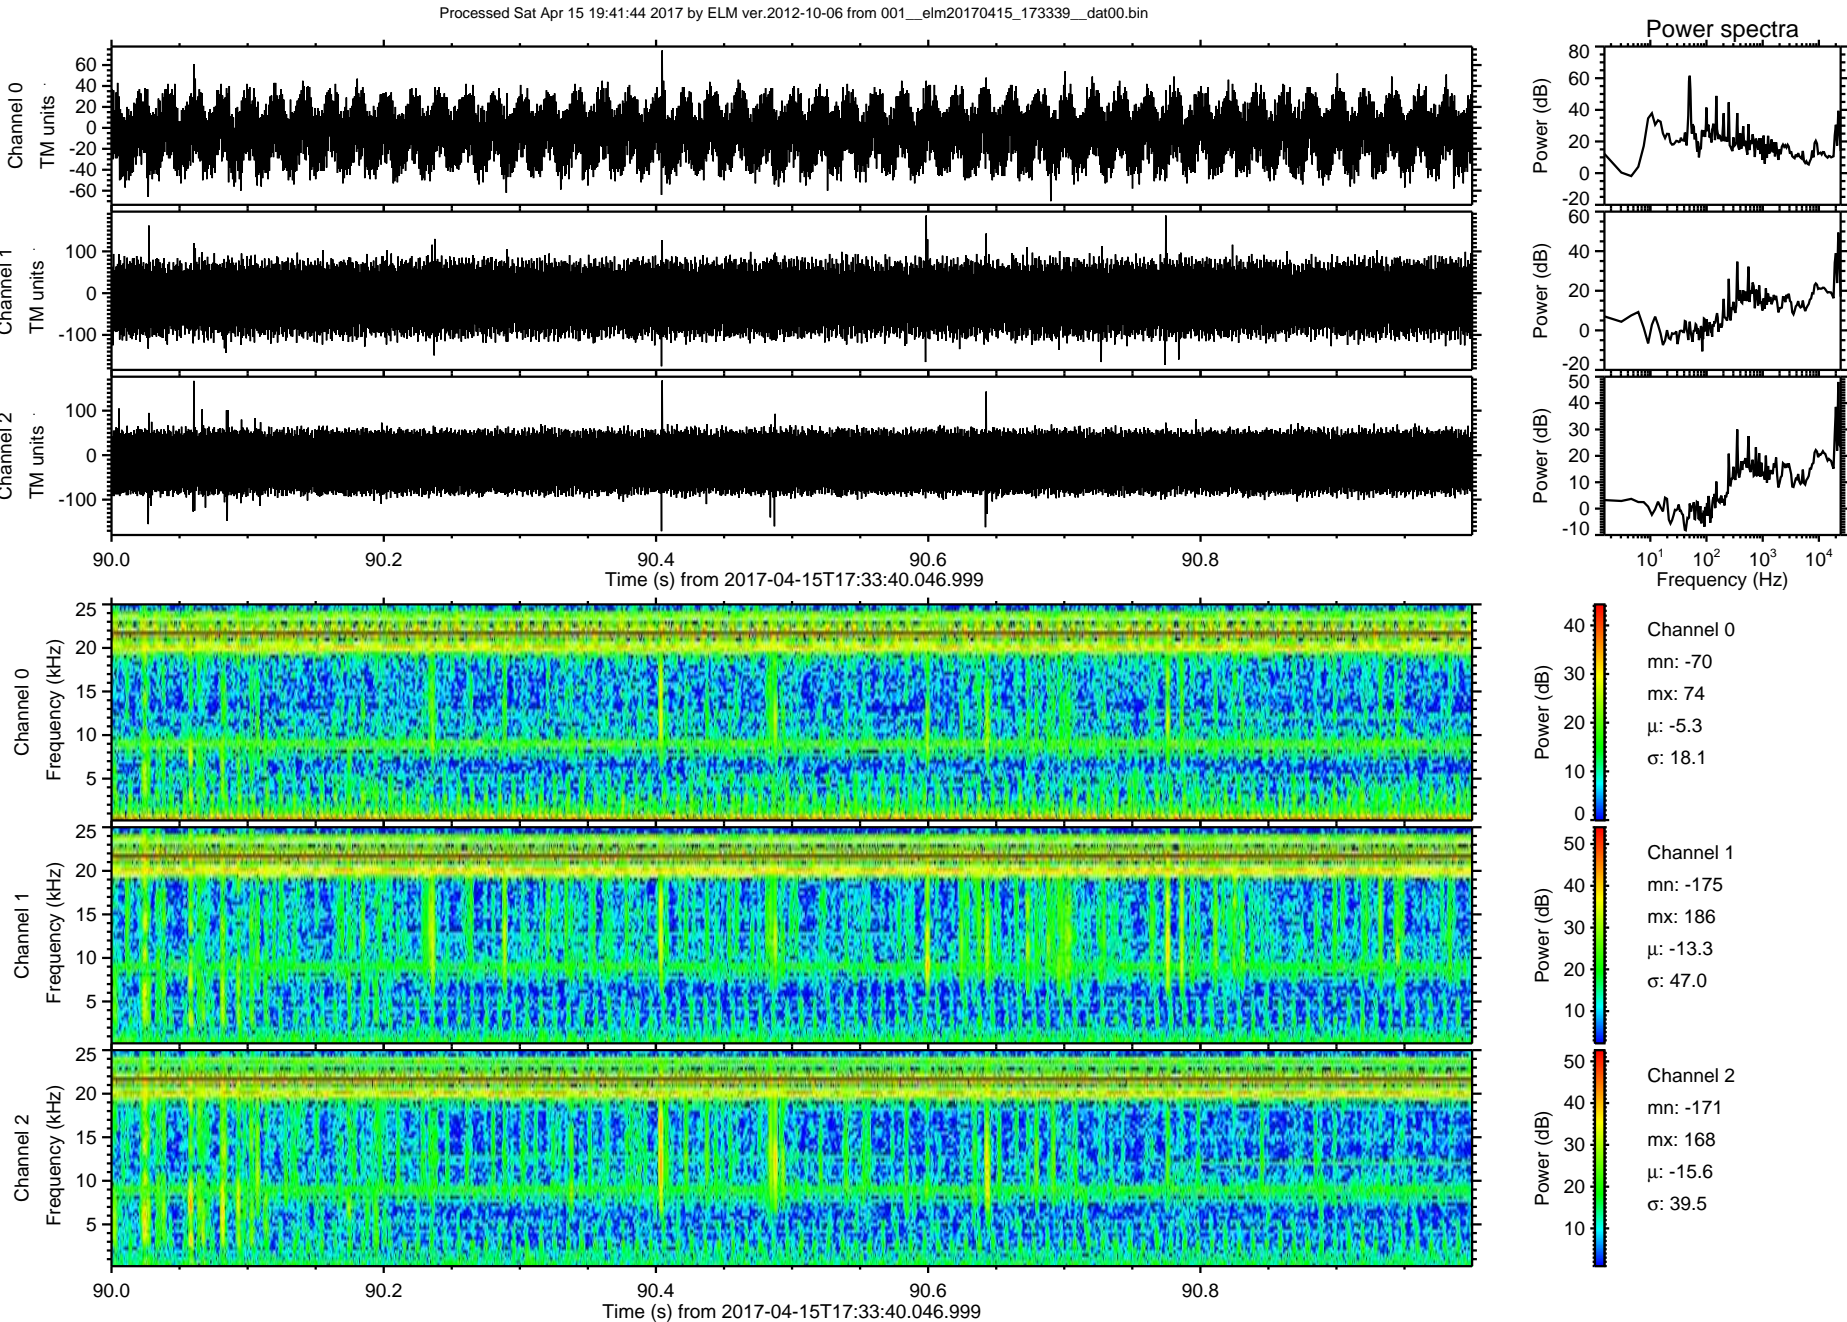 Processed Sat Apr 15 19:41:44 2017 by ELM ver.2012-10-06 from 001__elm20170415_173339__dat00.bin
Power spectra
Channel 0
TM units
60
40
20
0
-20
-40
-60
Power (dB)
80
60
40
20
0
-20
Channel 1
TM units
100
0
-100
Power (dB)
60
40
20
0
-20
Channel 2
TM units
100
0
-100
Power (dB)
50
40
30
20
10
0
-10
90.0 90.2 90.4 90.6 90.8
Time (s) from 2017-04-15T17:33:40.046.999
10^1 10^2 10^3 10^4
Frequency (Hz)
Channel 0
Frequency (kHz)
25
20
15
10
5
Power (dB)
40
30
20
10
0
Channel 0
mn: -70
mx: 74
μ: -5.3
σ: 18.1
Channel 1
Frequency (kHz)
25
20
15
10
5
Power (dB)
50
40
30
20
10
Channel 1
mn: -175
mx: 186
μ: -13.3
σ: 47.0
Channel 2
Frequency (kHz)
25
20
15
10
5
Power (dB)
50
40
30
20
10
Channel 2
mn: -171
mx: 168
μ: -15.6
σ: 39.5
90.0 90.2 90.4 90.6 90.8
Time (s) from 2017-04-15T17:33:40.046.999